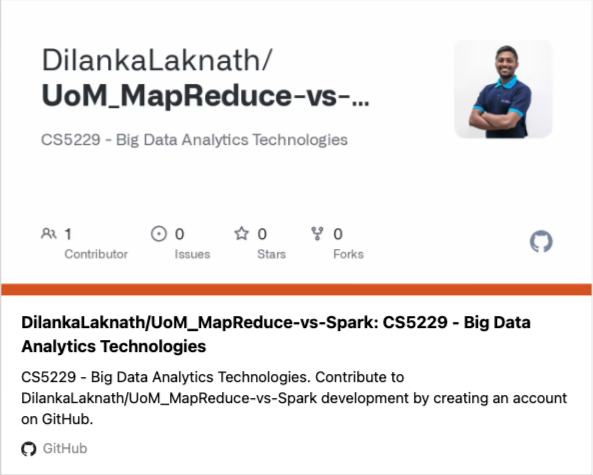 DilankaLaknath/
UoM_MapReduce-vs-...
CS5229 - Big Data Analytics Technologies
1 0 0 0
Contributor Issues Stars Forks
DilankaLaknath/UoM_MapReduce-vs-Spark: CS5229 - Big Data
Analytics Technologies
CS5229 - Big Data Analytics Technologies. Contribute to
DilankaLaknath/UoM_MapReduce-vs-Spark development by creating an account
on GitHub.
GitHub